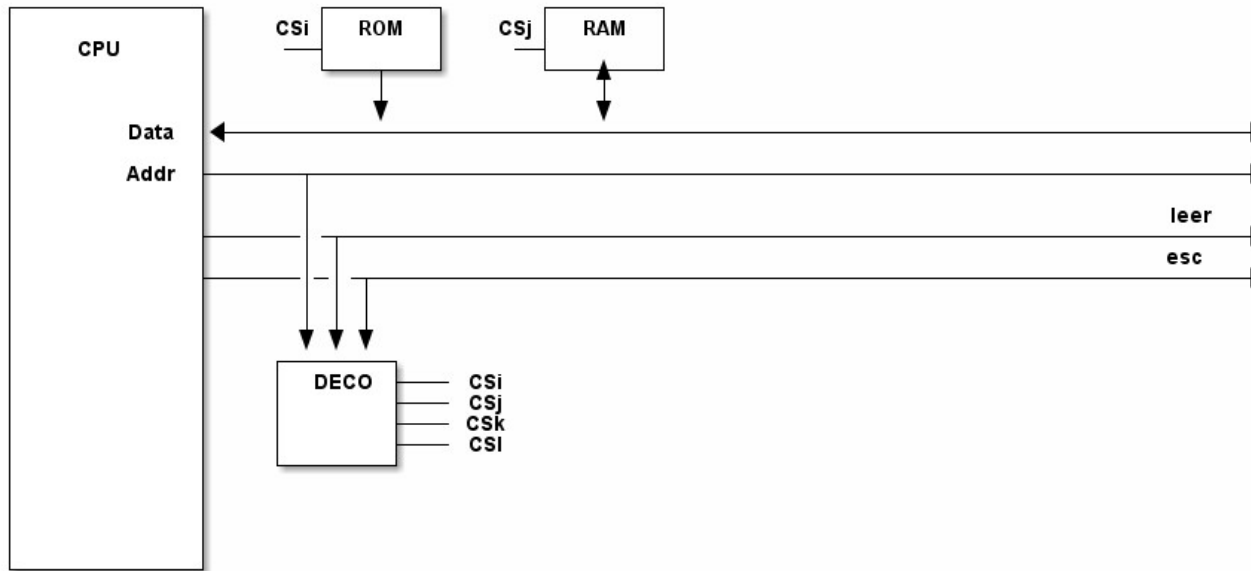 CPU
CSi
ROM
CSj
RAM
Data
Addr
leer
esc
DECO
CSi
CSj
CSk
CSl